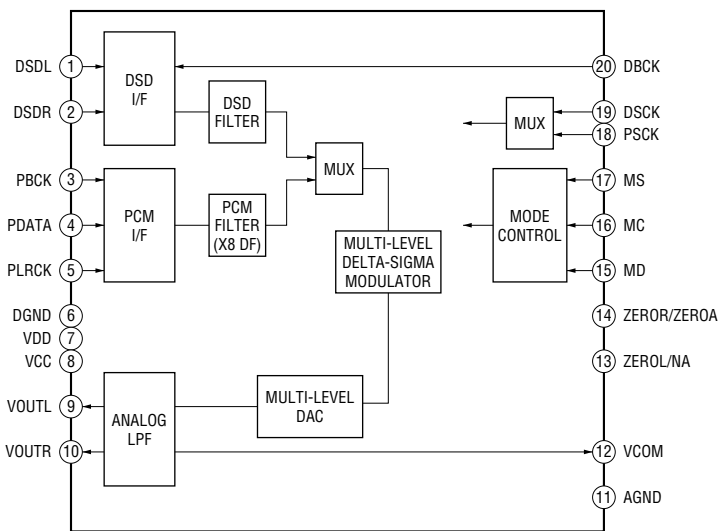 DSDL 1
DSD
I/F
20 DBCK
DSDR 2
DSD
FILTER
MUX
19 DSCK
18 PSCK
PBCK 3
PCM
I/F
MUX
17 MS
PDATA 4
PCM
FILTER
(X8 DF)
MODE
CONTROL
16 MC
PLRCK 5
MULTI-LEVEL
DELTA-SIGMA
MODULATOR
15 MD
DGND 6
14 ZEROR/ZEROA
VDD 7
VCC 8
13 ZEROL/NA
VOUTL 9
ANALOG
LPF
MULTI-LEVEL
DAC
VOUTR 10
12 VCOM
11 AGND